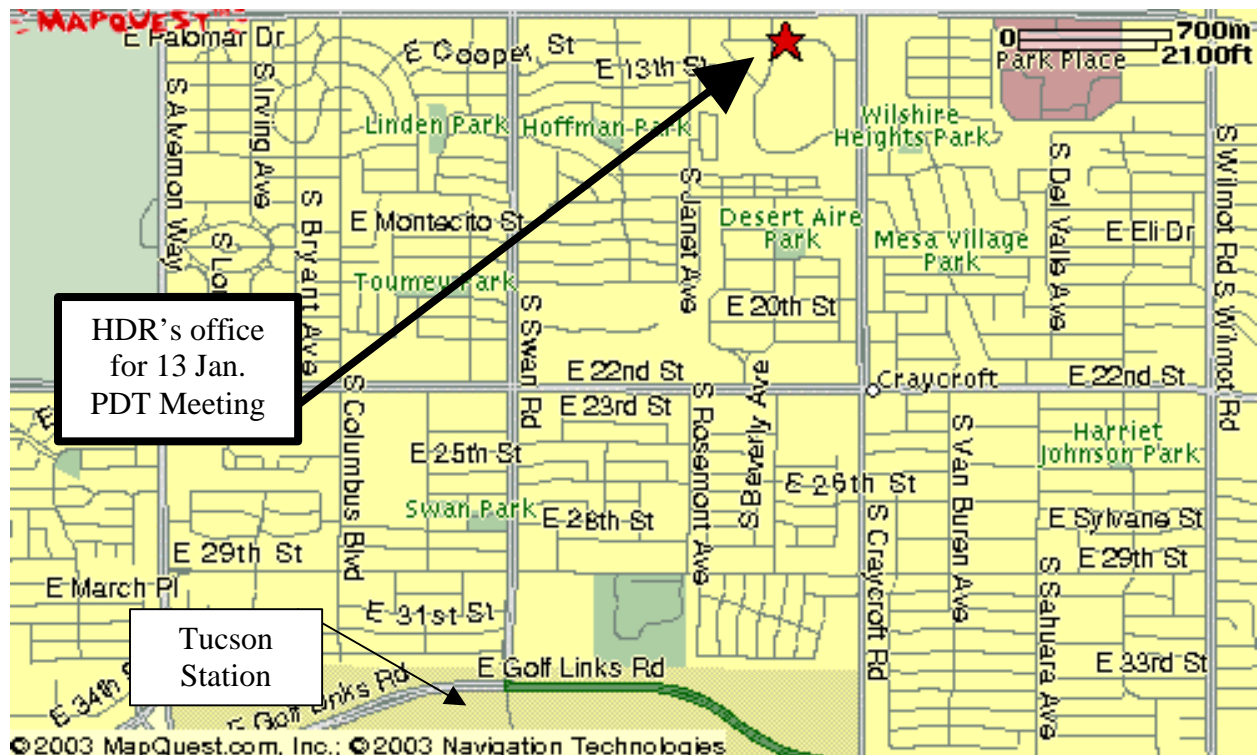 MAPQUEST
E Palomar Dr
E Cooper St
E 13th St
0 700m
2100ft
Park Place
S Alvernon Way
S Irving Ave
Linden Park
Hoffman Park
Wilshire
Heights Park
S Wilmot Rd
S Wilmot Rd
S Bryant Ave
E Montecito St
S Janet Ave
Desert Aire
Park
Mesa Village
Park
S Del Valle Ave
E Eli Dr
S Lo
Toumey Park
E 20th St
HDR's office
for 13 Jan.
PDT Meeting
S Swan Rd
E 22nd St
Craycroft
E 22nd St
S Columbus Blvd
E 23rd St
S Rosemont Ave
S Beverly Ave
S Van Buren Ave
Harriet
Johnson Park
E 25th St
E 26th St
Swan Park
E 28th St
S Craycroft Rd
E Sylvane St
E 29th St
E 29th St
E March Pl
E 31st St
S Sahuara Ave
Tucson
Station
E Golf Links Rd
E 33rd St
E 34th S
E Golf Links Rd
©2003 MapQuest.com, Inc.; ©2003 Navigation Technologies